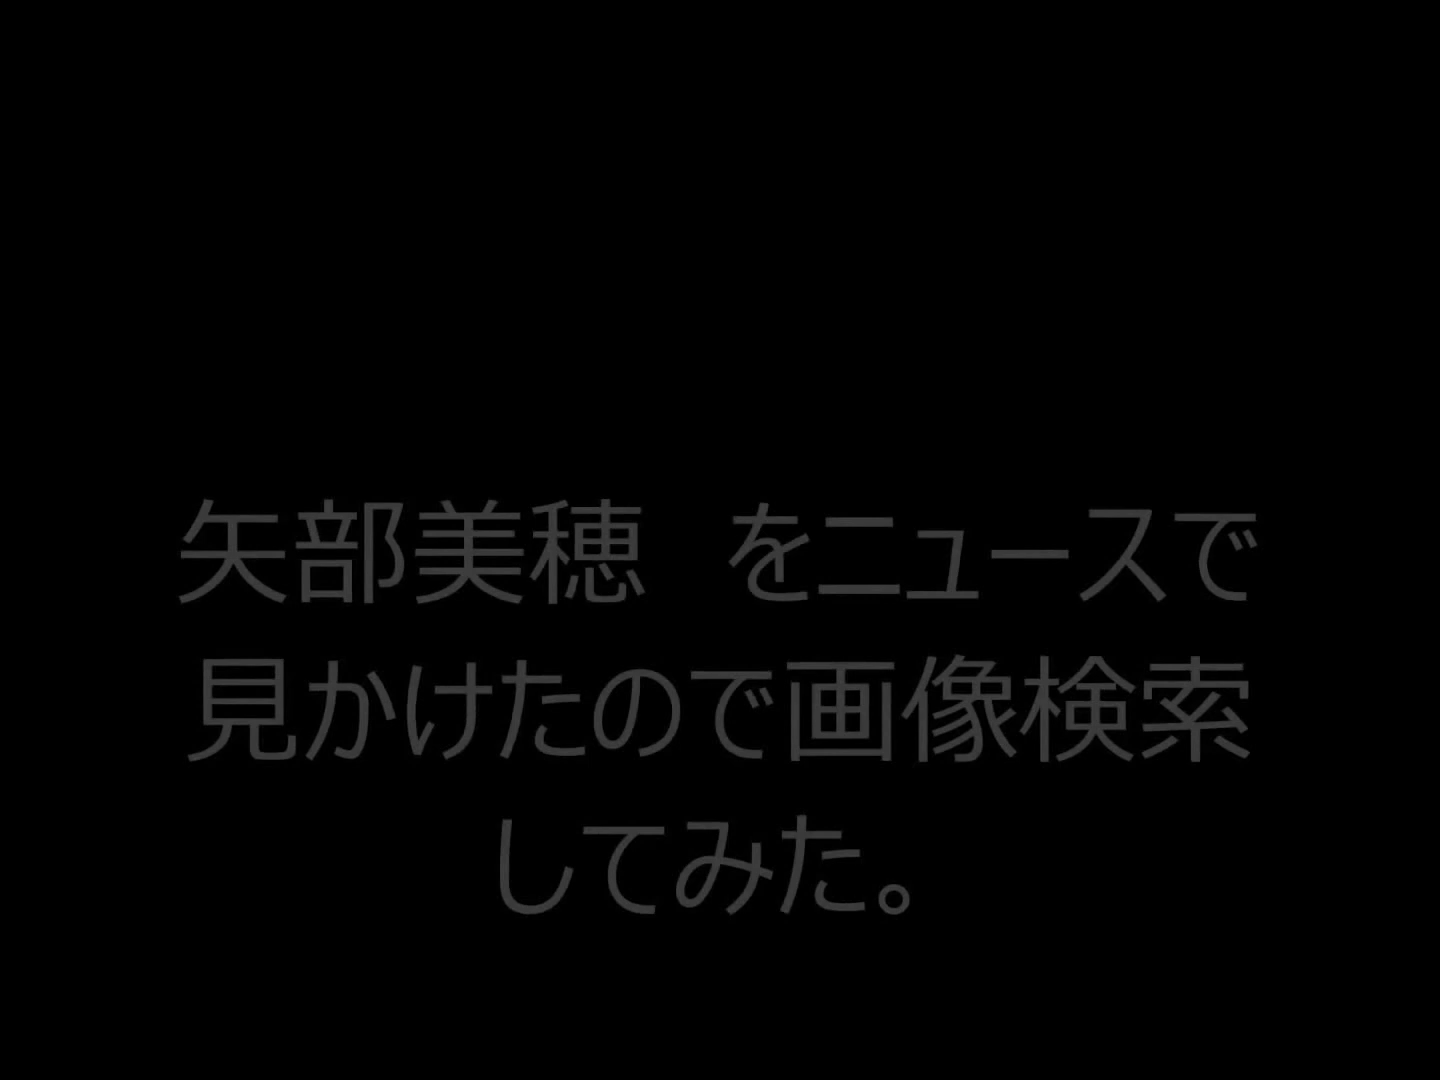 矢部美穂　をニュースで
見かけたので画像検索
してみた。